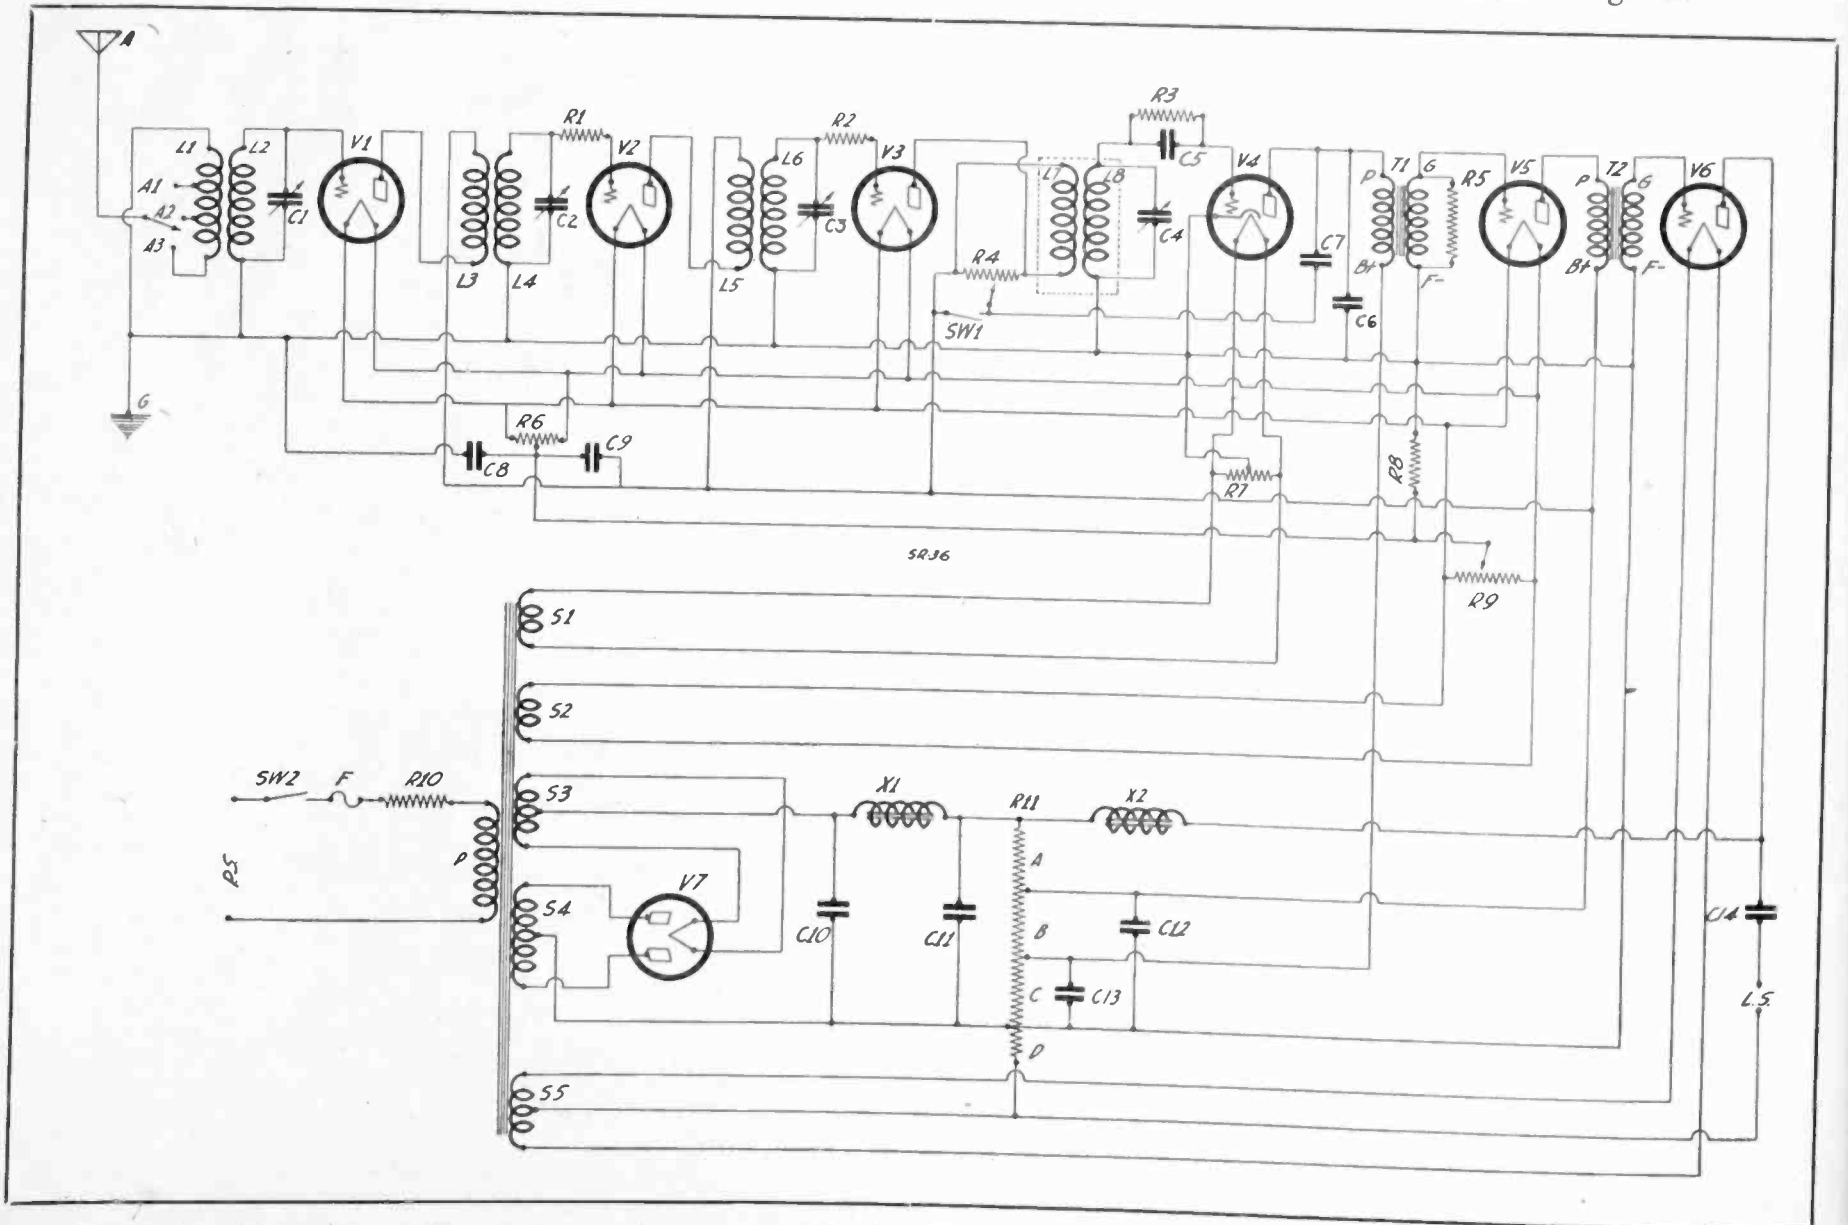 A
R3
L1
L2
V1
R1
V2
R2
V3
L6
C5
V4
T1
G
R5
V5
T2
V6
P
P
G
A1
A2
A3
C1
C2
C3
L7
L8
C4
C7
L3
L4
L5
R4
B+
F-
B+
F-
SW1
C6
G
R6
C8
C9
R7
R8
SR36
R9
S1
S2
SW2
F
R10
S3
X1
R11
X2
P
P.S.
A
S4
V7
C10
C11
B
C12
C14
C
C13
L.S.
D
S5